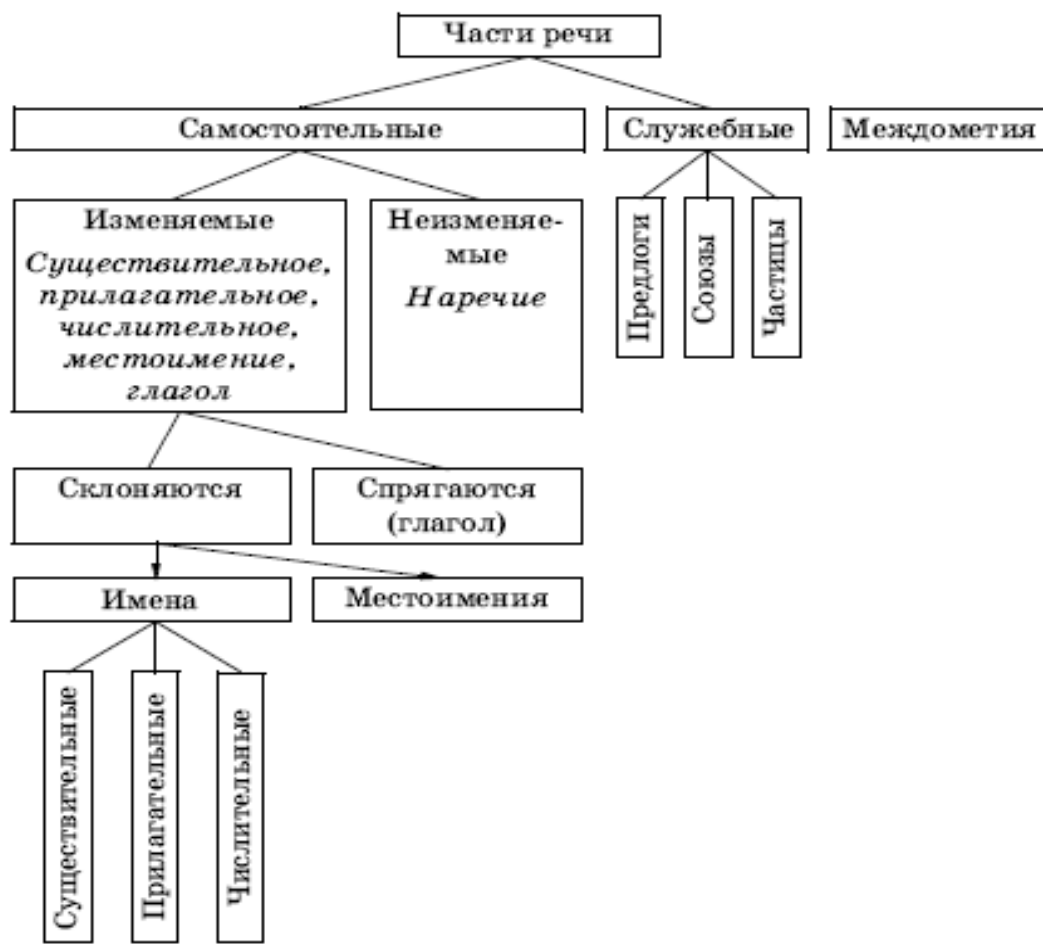 Части речи
Самостоятельные
Служебные
Междометия
Изменяемые
Существительное,
прилагательное,
числительное,
местоимение,
глагол
Неизменяе-
мые
Наречие
Предлоги
Союзы
Частицы
Склоняются
Спрягаются
(глагол)
Имена
Местоимения
Существительные
Прилагательные
Числительные